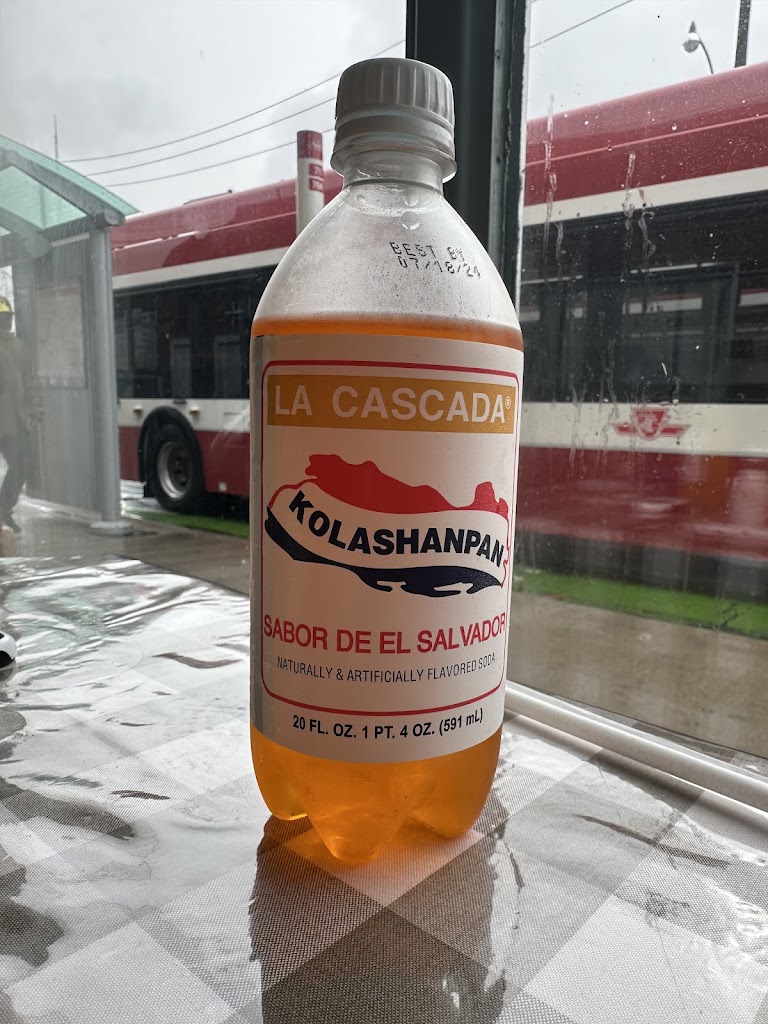 BEST BY
07/18/24
LA CASCADA®
KOLASHANPAN
SABOR DE EL SALVADOR
NATURALLY & ARTIFICIALLY FLAVORED SODA
20 FL. OZ. 1 PT. 4 OZ. (591 mL)